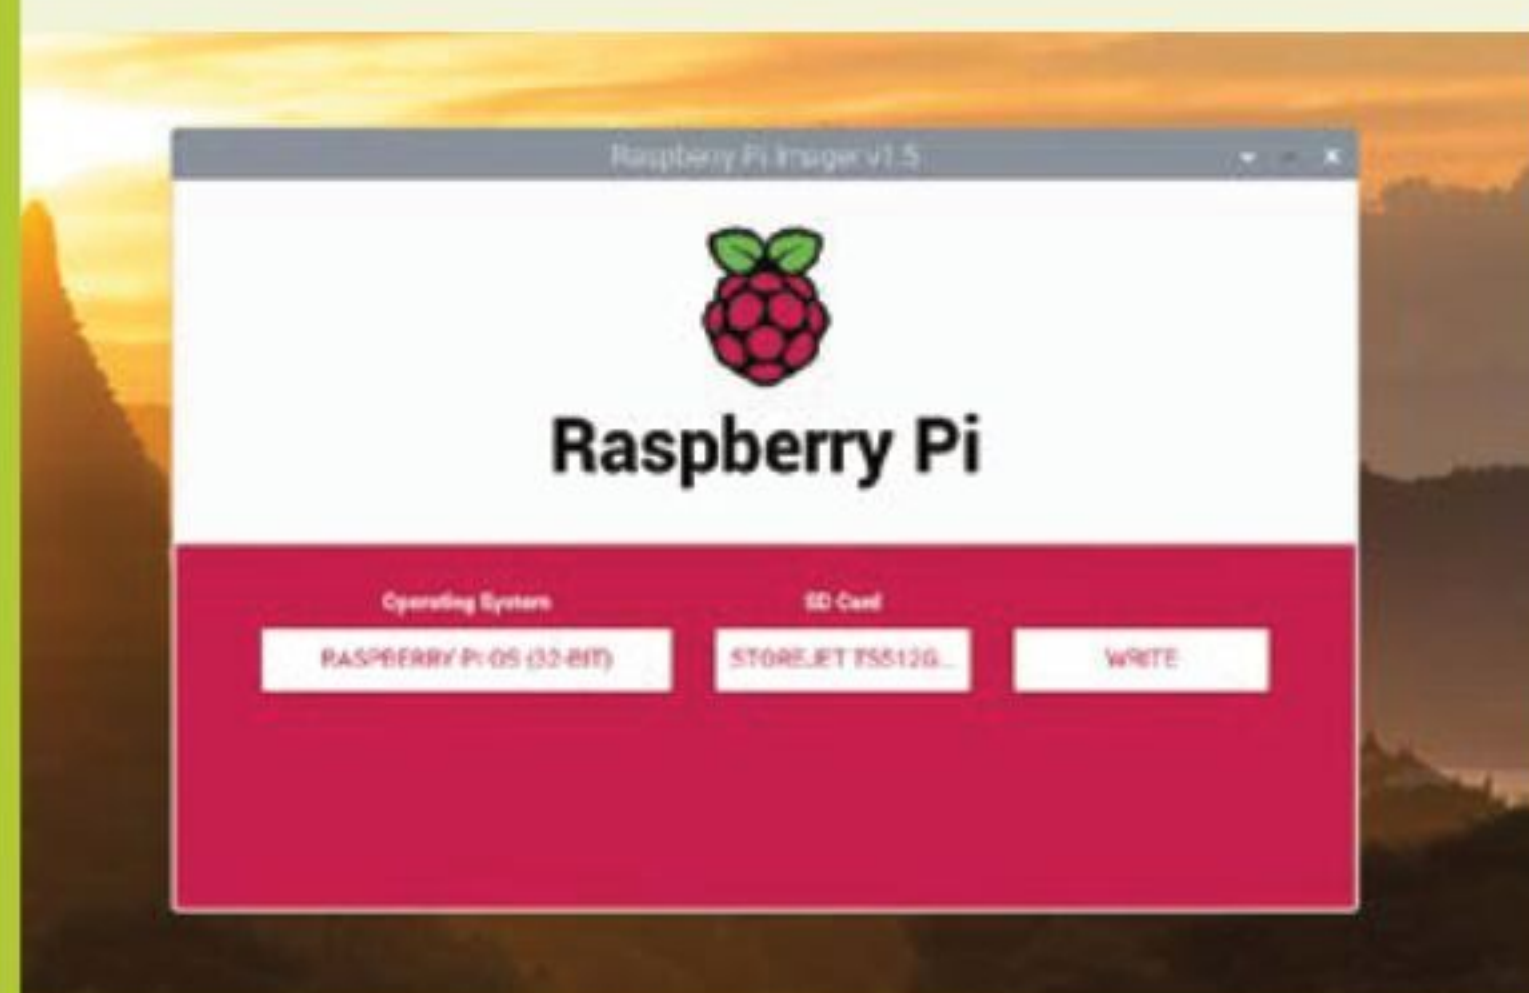 Raspberry Pi Imager v1.5
Raspberry Pi
Operating System
SD Card
RASPBERRY PI OS (32-BIT)
STOREJET TS512G...
WRITE